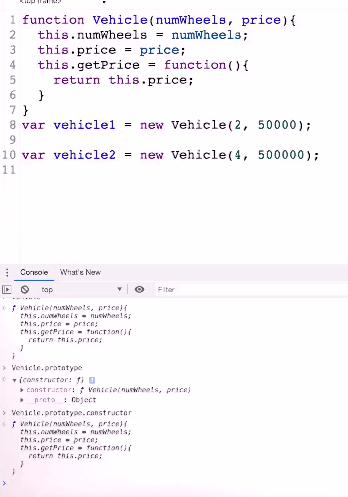 <top frame>
1 function Vehicle(numWheels, price){
2 this.numWheels = numWheels;
3 this.price = price;
4 this.getPrice = function(){
5 return this.price;
6 }
7 }
8 var vehicle1 = new Vehicle(2, 50000);
9
10 var vehicle2 = new Vehicle(4, 500000);
11
Console What's New
top Filter
ƒ Vehicle(numWheels, price){
this.numWheels = numWheels;
this.price = price;
this.getPrice = function(){
return this.price;
}
}
Vehicle.prototype
{constructor: ƒ}
constructor: ƒ Vehicle(numWheels, price)
__proto__: Object
Vehicle.prototype.constructor
ƒ Vehicle(numWheels, price){
this.numWheels = numWheels;
this.price = price;
this.getPrice = function(){
return this.price;
}
}